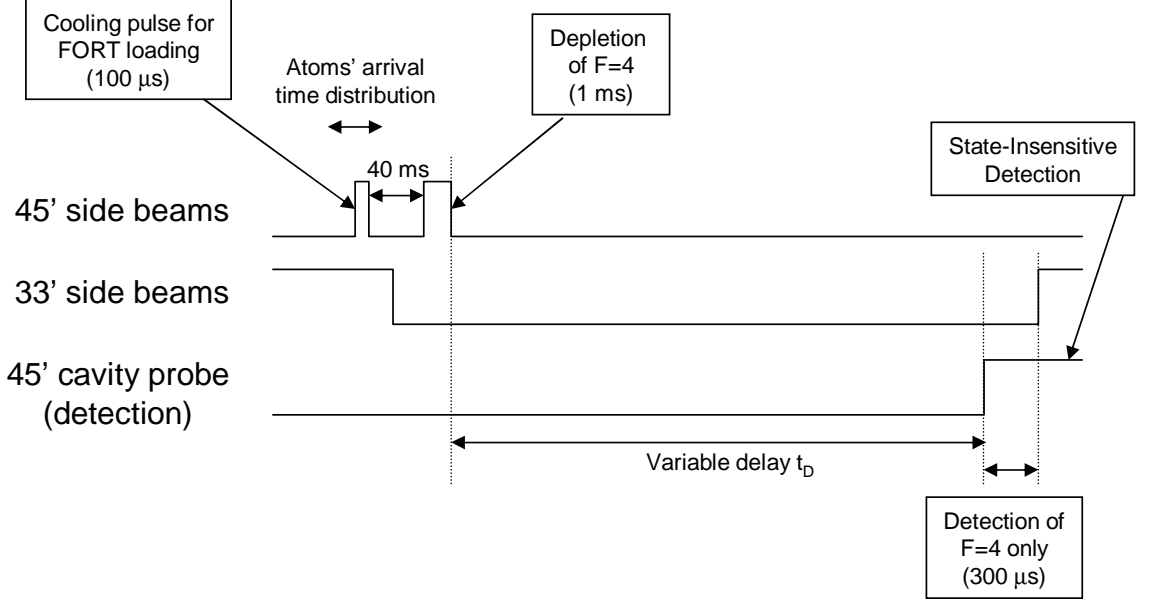 Cooling pulse for
FORT loading
(100 μs)
Atoms' arrival
time distribution
Depletion
of F=4
(1 ms)
State-Insensitive
Detection
40 ms
45' side beams
33' side beams
45' cavity probe
(detection)
Variable delay tD
Detection of
F=4 only
(300 μs)